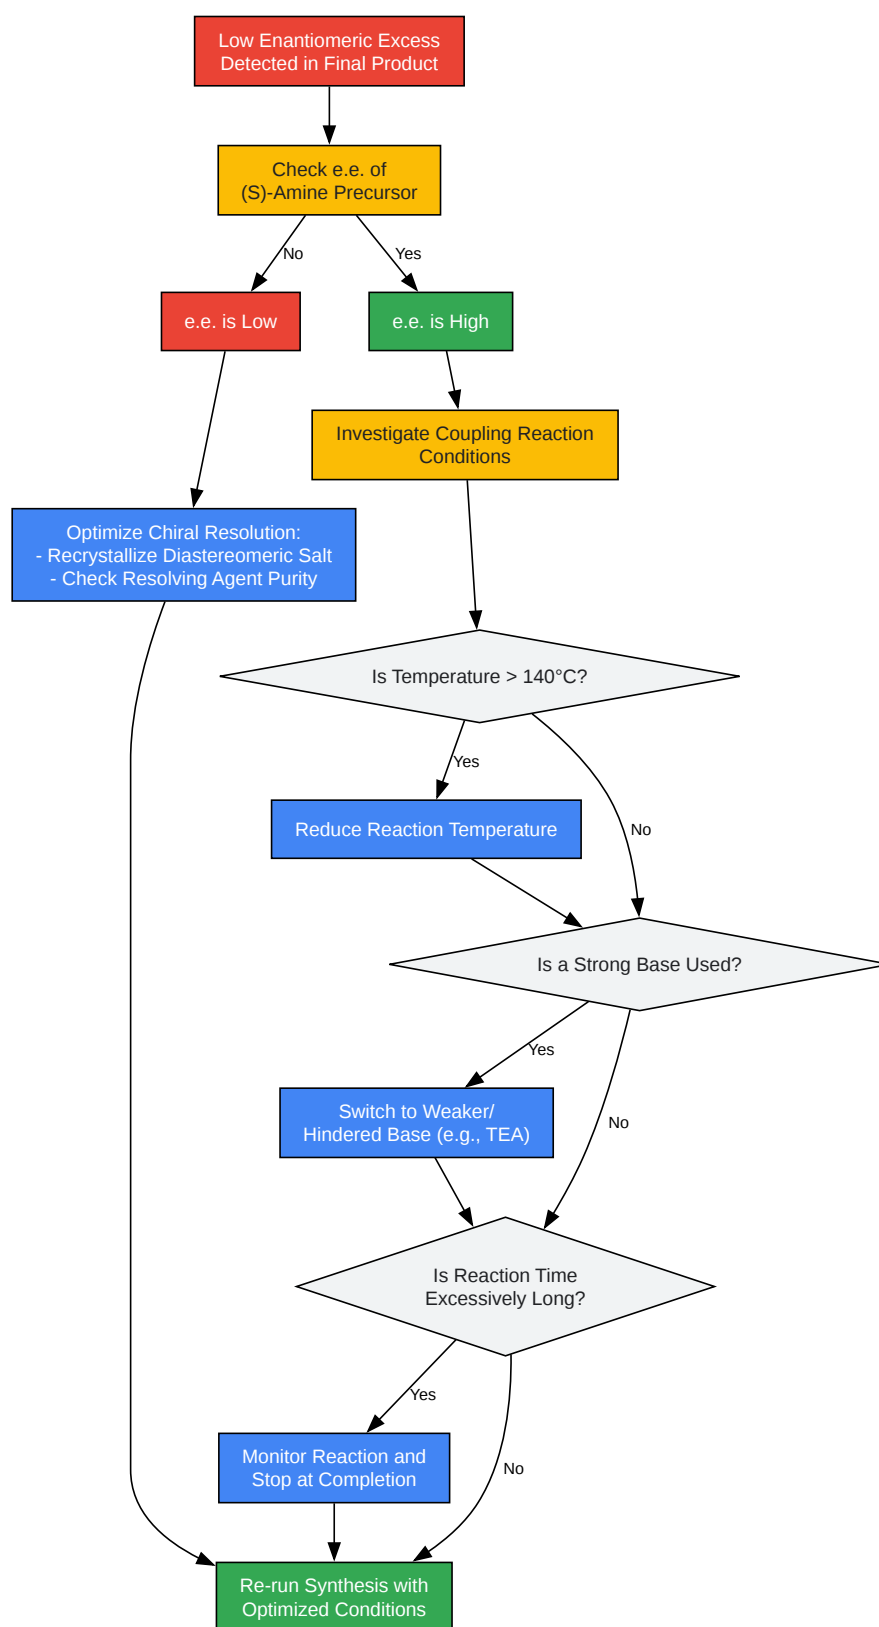 Low Enantiomeric Excess
Detected in Final Product
Check e.e. of
(S)-Amine Precursor
No
Yes
e.e. is Low
e.e. is High
Investigate Coupling Reaction
Conditions
Optimize Chiral Resolution:
- Recrystallize Diastereomeric Salt
- Check Resolving Agent Purity
Is Temperature > 140°C?
Yes
Reduce Reaction Temperature
No
Is a Strong Base Used?
Yes
Switch to Weaker/
Hindered Base (e.g., TEA)
No
Is Reaction Time
Excessively Long?
Yes
Monitor Reaction and
Stop at Completion
No
Re-run Synthesis with
Optimized Conditions